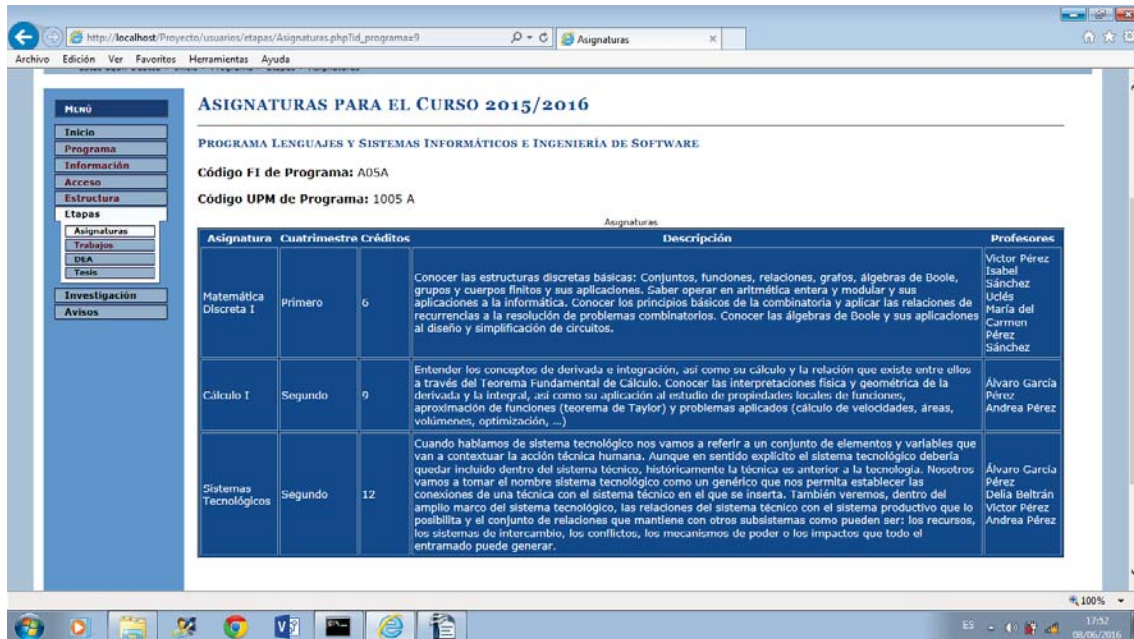 http://localhost/Proyecto/usuarios/etapas/Asignaturas.php?id_programa=9
Asignaturas
Archivo Edición Ver Favoritos Herramientas Ayuda
MENÚ
Inicio
Programa
Información
Acceso
Estructura
Etapas
Asignaturas
Trabajos
DEA
Tesis
Investigación
Avisos
ASIGNATURAS PARA EL CURSO 2015/2016
PROGRAMA LENGUAJES Y SISTEMAS INFORMÁTICOS E INGENIERÍA DE SOFTWARE
Código FI de Programa: A05A
Código UPM de Programa: 1005 A
Asignaturas
Asignatura Cuatrimestre Créditos Descripción Profesores
Matemática
Discreta I
Primero
6
Conocer las estructuras discretas básicas: Conjuntos, funciones, relaciones, grafos, álgebras de Boole,
grupos y cuerpos finitos y sus aplicaciones. Saber operar en aritmética entera y modular y sus
aplicaciones a la informática. Conocer los principios básicos de la combinatoria y aplicar las relaciones de
recurrencias a la resolución de problemas combinatorios. Conocer las álgebras de Boole y sus aplicaciones
al diseño y simplificación de circuitos.
Victor Pérez
Isabel
Sánchez
Uclés
María del
Carmen
Pérez
Sánchez
Cálculo I
Segundo
9
Entender los conceptos de derivada e integración, así como su cálculo y la relación que existe entre ellos
a través del Teorema Fundamental de Cálculo. Conocer las interpretaciones física y geométrica de la
derivada y la integral, así como su aplicación al estudio de propiedades locales de funciones,
aproximación de funciones (teorema de Taylor) y problemas aplicados (cálculo de velocidades, áreas,
volúmenes, optimización, ...)
Álvaro García
Pérez
Andrea Pérez
Sistemas
Tecnológicos
Segundo
12
Cuando hablamos de sistema tecnológico nos vamos a referir a un conjunto de elementos y variables que
van a contextuar la acción técnica humana. Aunque en sentido explícito el sistema tecnológico debería
quedar incluido dentro del sistema técnico, históricamente la técnica es anterior a la tecnología. Nosotros
vamos a tomar el nombre sistema tecnológico como un genérico que nos permita establecer las
conexiones de una técnica con el sistema técnico en el que se inserta. También veremos, dentro del
amplio marco del sistema tecnológico, las relaciones del sistema técnico con el sistema productivo que lo
posibilita y el conjunto de relaciones que mantiene con otros subsistemas como pueden ser: los recursos,
los sistemas de intercambio, los conflictos, los mecanismos de poder o los impactos que todo el
entramado puede generar.
Álvaro García
Pérez
Delia Beltrán
Victor Pérez
Andrea Pérez
100%
ES
17:52
08/06/2016